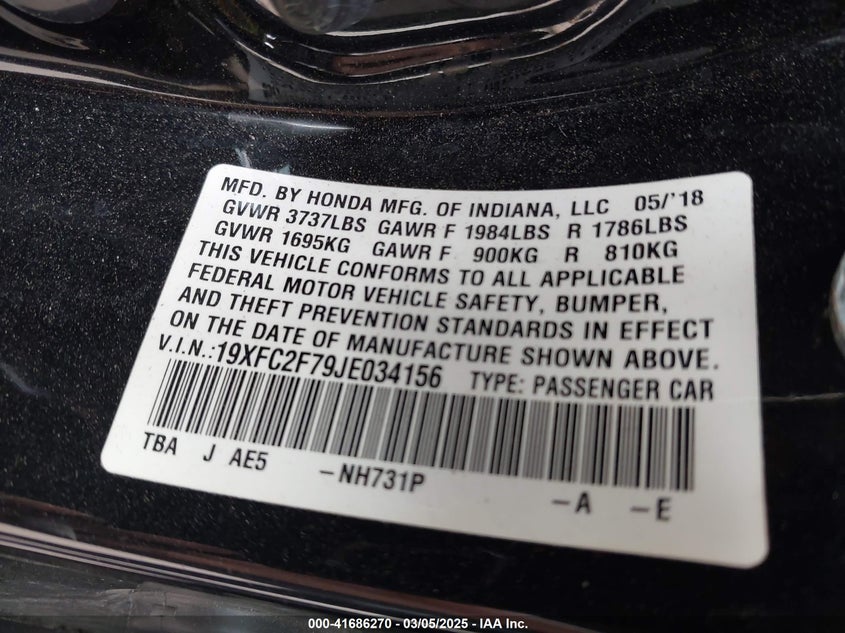 MFD. BY HONDA MFG. OF INDIANA, LLC 05/'18
GVWR 3737LBS GAWR F 1984LBS R 1786LBS
GVWR 1695KG GAWR F 900KG R 810KG
THIS VEHICLE CONFORMS TO ALL APPLICABLE
FEDERAL MOTOR VEHICLE SAFETY, BUMPER,
AND THEFT PREVENTION STANDARDS IN EFFECT
ON THE DATE OF MANUFACTURE SHOWN ABOVE.
V.I.N.:19XFC2F79JE034156 TYPE: PASSENGER CAR
TBA J AE5 -NH731P -A -E
000-41686270 - 03/05/2025 - IAA Inc.